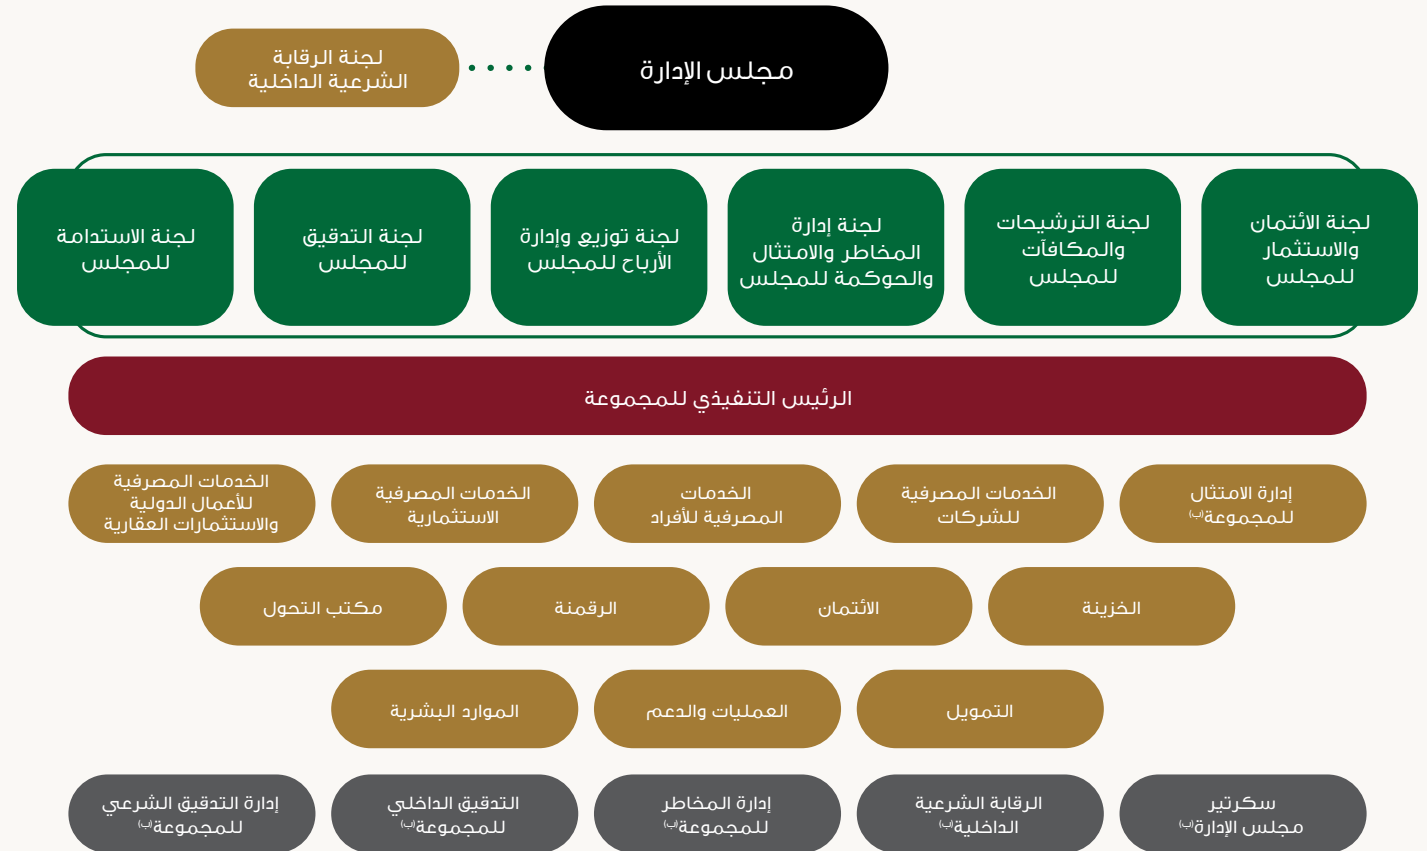 مجلس الإدارة
لجنة الرقابة
الشرعية الداخلية
لجنة الائتمان
والاستثمار
للمجلس
لجنة الترشيحات
والمكافآت
للمجلس
لجنة إدارة
المخاطر والامتثال
والحوكمة للمجلس
لجنة توزيع وإدارة
الأرباح للمجلس
لجنة التدقيق
للمجلس
لجنة الاستدامة
للمجلس
الرئيس التنفيذي للمجموعة
إدارة الامتثال
للمجموعة(ب)
الخدمات المصرفية
للشركات
الخدمات
المصرفية للأفراد
الخدمات المصرفية
الاستثمارية
الخدمات المصرفية
للأعمال الدولية
والاستثمارات العقارية
الخزينة
الائتمان
الرقمنة
مكتب التحول
التمويل
العمليات والدعم
الموارد البشرية
سكرتير
مجلس الإدارة(ب)
الرقابة الشرعية
الداخلية(ب)
إدارة المخاطر
للمجموعة(ب)
التدقيق الداخلي
للمجموعة(ب)
إدارة التدقيق الشرعي
للمجموعة(ب)